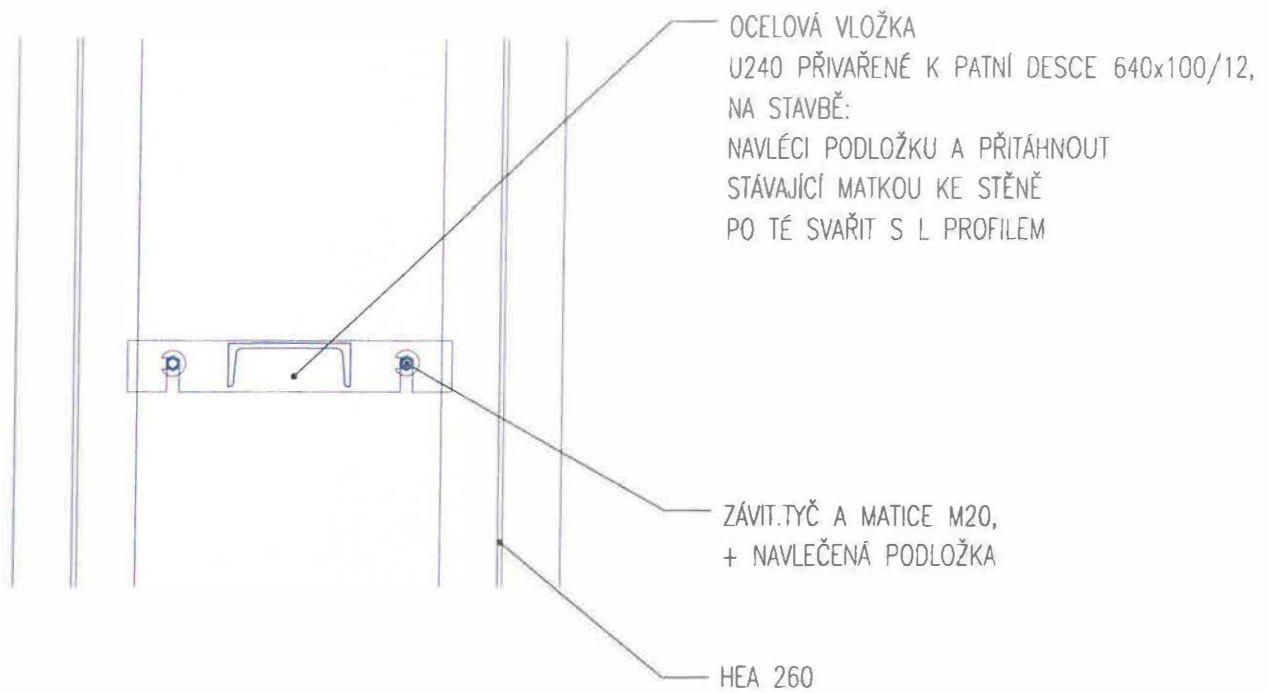 OCELOVÁ VLOŽKA
U240 PŘIVAŘENÉ K PATNÍ DESCE 640x100/12,
NA STAVBĚ:
NAVLÉCI PODLOŽKU A PŘITÁHNOUT
STÁVAJÍCÍ MATKOU KE STĚNĚ
PO TÉ SVAŘIT S L PROFILEM
ZÁVIT.TYČ A MATICE M20,
+ NAVLEČENÁ PODLOŽKA
HEA 260